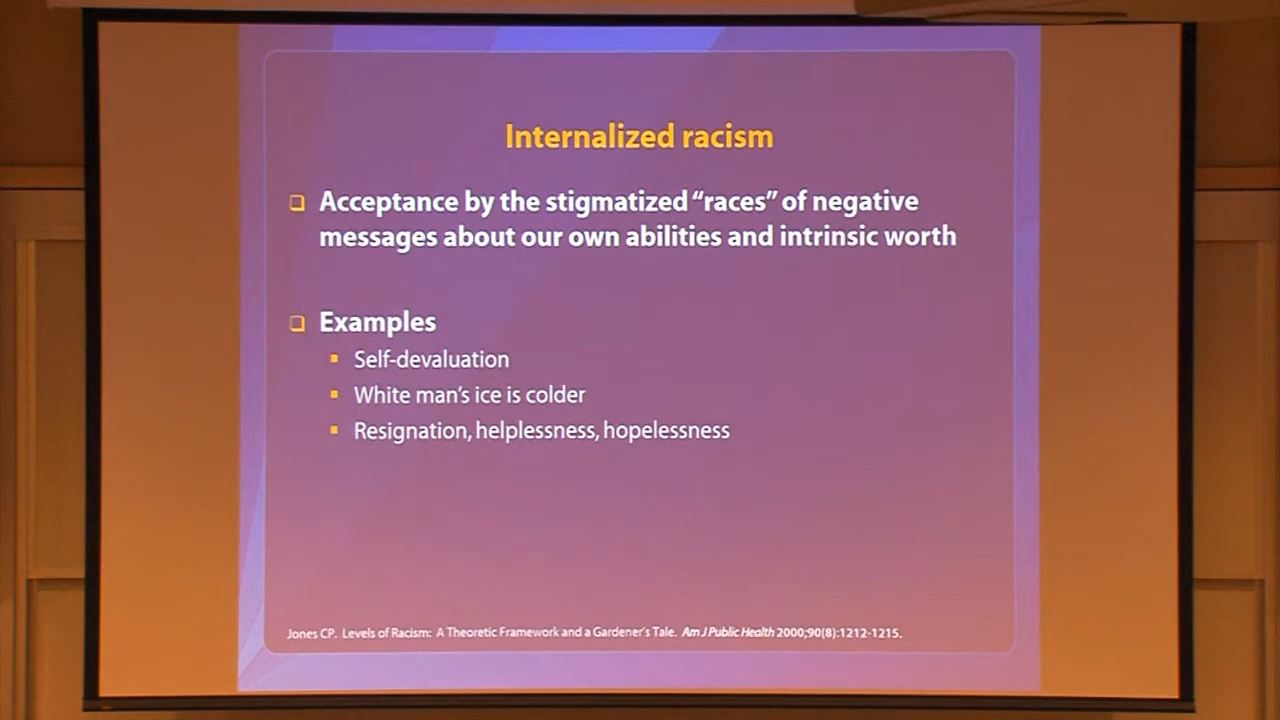 Internalized racism
❑ Acceptance by the stigmatized “races” of negative
messages about our own abilities and intrinsic worth
❑ Examples
▪ Self-devaluation
▪ White man’s ice is colder
▪ Resignation, helplessness, hopelessness
Jones CP. Levels of Racism: A Theoretic Framework and a Gardener’s Tale. Am J Public Health 2000;90(8):1212-1215.